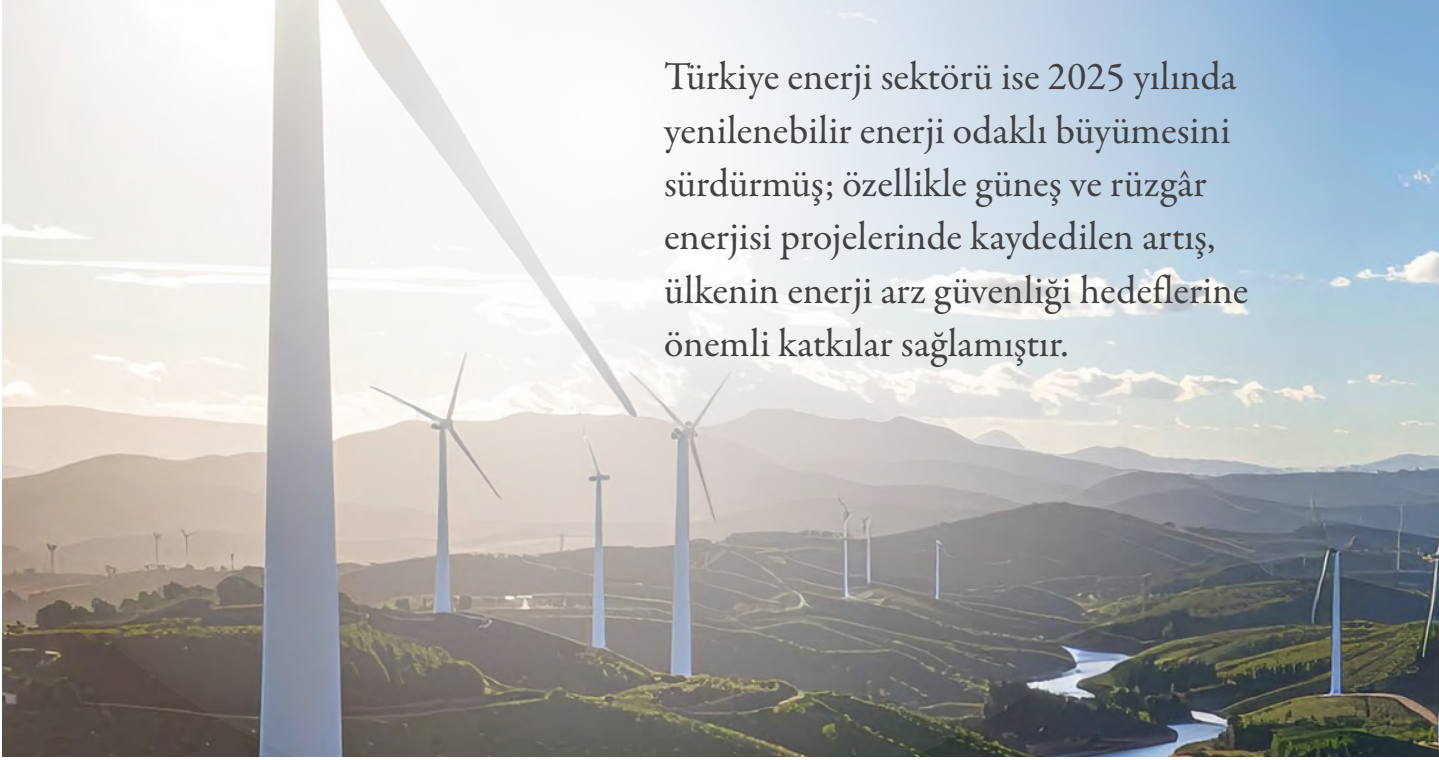 Türkiye enerji sektörü ise 2025 yılında
yenilenebilir enerji odaklı büyümesini
sürdürmüş; özellikle güneş ve rüzgâr
enerjisi projelerinde kaydedilen artış,
ülkenin enerji arz güvenliği hedeflerine
önemli katkılar sağlamıştır.